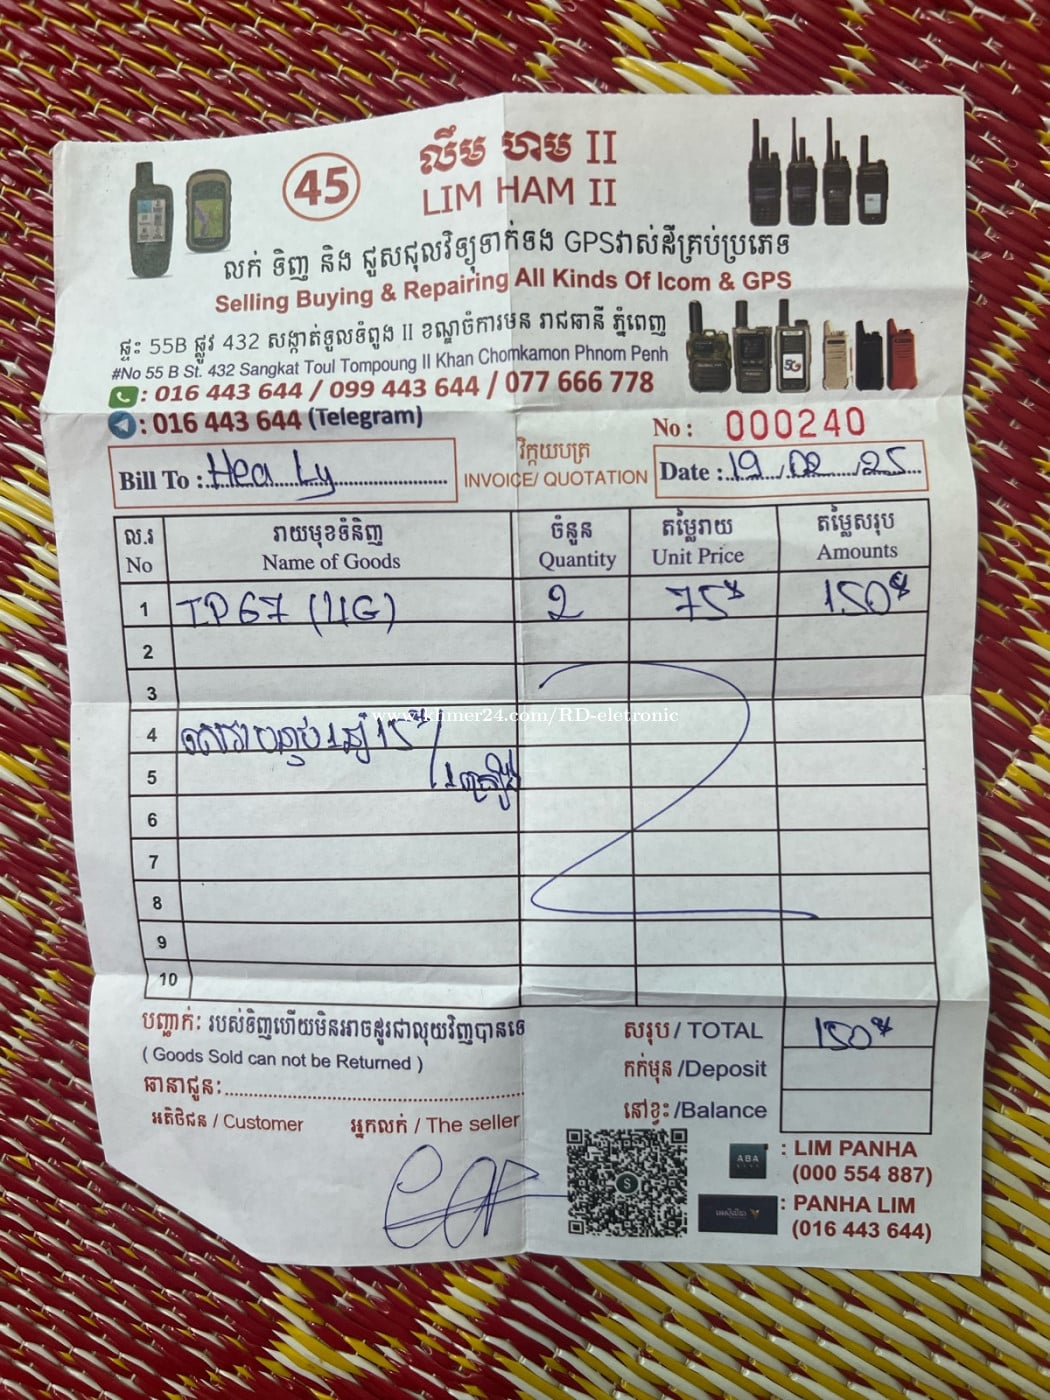 45
លឹម ហាម II
LIM HAM II
លក់ ទិញ និង ជួសជុលវិទ្យុទាក់ទង GPSវាស់ដីគ្រប់ប្រភេទ
Selling Buying & Repairing All Kinds Of Icom & GPS
ផ្ទះ 55B ផ្លូវ 432 សង្កាត់ទួលទំពូង II ខណ្ឌចំការមន រាជធានី ភ្នំពេញ
#No 55 B St. 432 Sangkat Toul Tompoung II Khan Chomkamon Phnom Penh
5G
: 016 443 644 / 099 443 644 / 077 666 778
: 016 443 644 (Telegram)
No : 000240
Bill To : Hea Ly
វិក្កយបត្រ
INVOICE/ QUOTATION
Date : 19/02/25
ល.រ រាយមុខទំនិញ ចំនួន តម្លៃរាយ តម្លៃសរុប
No Name of Goods Quantity Unit Price Amounts
1 IP67 (4G) 2 75$ 150$
2
3
www.khmer24.com/RD-eletronic
4 1ឆ្នាំ 15$/
5 1គ្រឿង
6
7
8
9
10
បញ្ជាក់: របស់ទិញហើយមិនអាចដូរជាលុយវិញបានទេ
( Goods Sold can not be Returned )
ធានាជូន:
សរុប / TOTAL 150$
កក់មុន /Deposit
នៅខ្វះ /Balance
អតិថិជន / Customer អ្នកលក់ / The seller
ABA
: LIM PANHA
(000 554 887)
: PANHA LIM
(016 443 644)